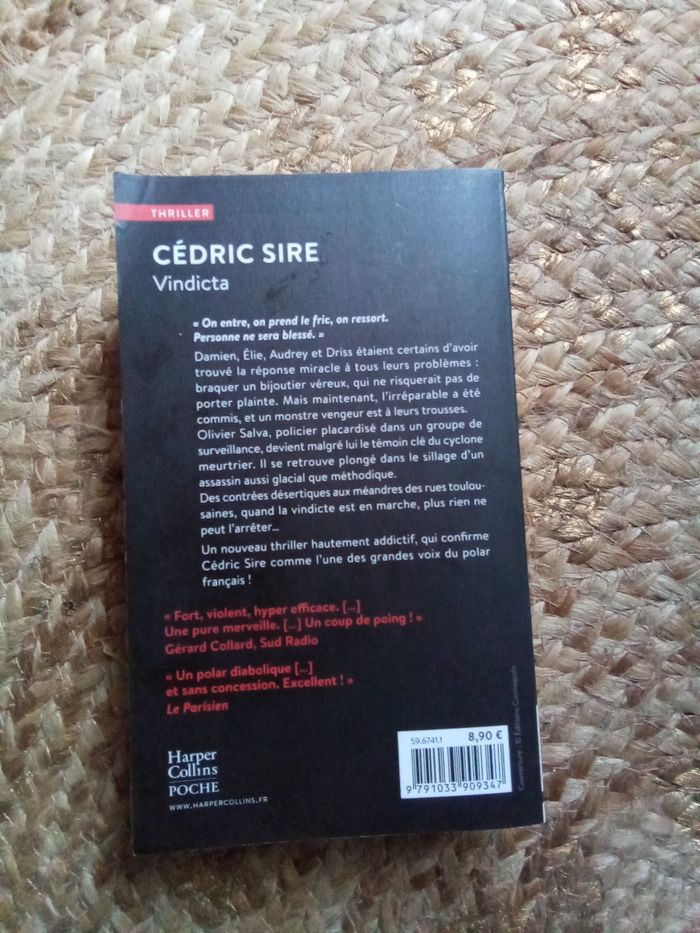 THRILLER
CÉDRIC SIRE
Vindicta
« On entre, on prend le fric, on ressort.
Personne ne sera blessé. »
Damien, Élie, Audrey et Driss étaient certains d'avoir
trouvé la réponse miracle à tous leurs problèmes :
braquer un bijoutier véreux, qui ne risquerait pas de
porter plainte. Mais maintenant, l'irréparable a été
commis, et un monstre vengeur est à leurs trousses.
Olivier Salva, policier placardisé dans un groupe de
surveillance, devient malgré lui le témoin clé du cyclone
meurtrier. Il se retrouve plongé dans le sillage d'un
assassin aussi glacial que méthodique.
Des contrées désertiques aux méandres des rues toulou-
saines, quand la vindicte est en marche, plus rien ne
peut l'arrêter…
Un nouveau thriller hautement addictif, qui confirme
Cédric Sire comme l'une des grandes voix du polar
français !
« Fort, violent, hyper efficace. […]
Une pure merveille. […] Un coup de poing ! »
Gérard Collard, Sud Radio
« Un polar diabolique […]
et sans concession. Excellent ! »
Le Parisien
Harper
Collins
POCHE
WWW.HARPERCOLLINS.FR
59.6741.1
8,90 €
9 791033 909347
Couverture : © Éditions Cosmopolis